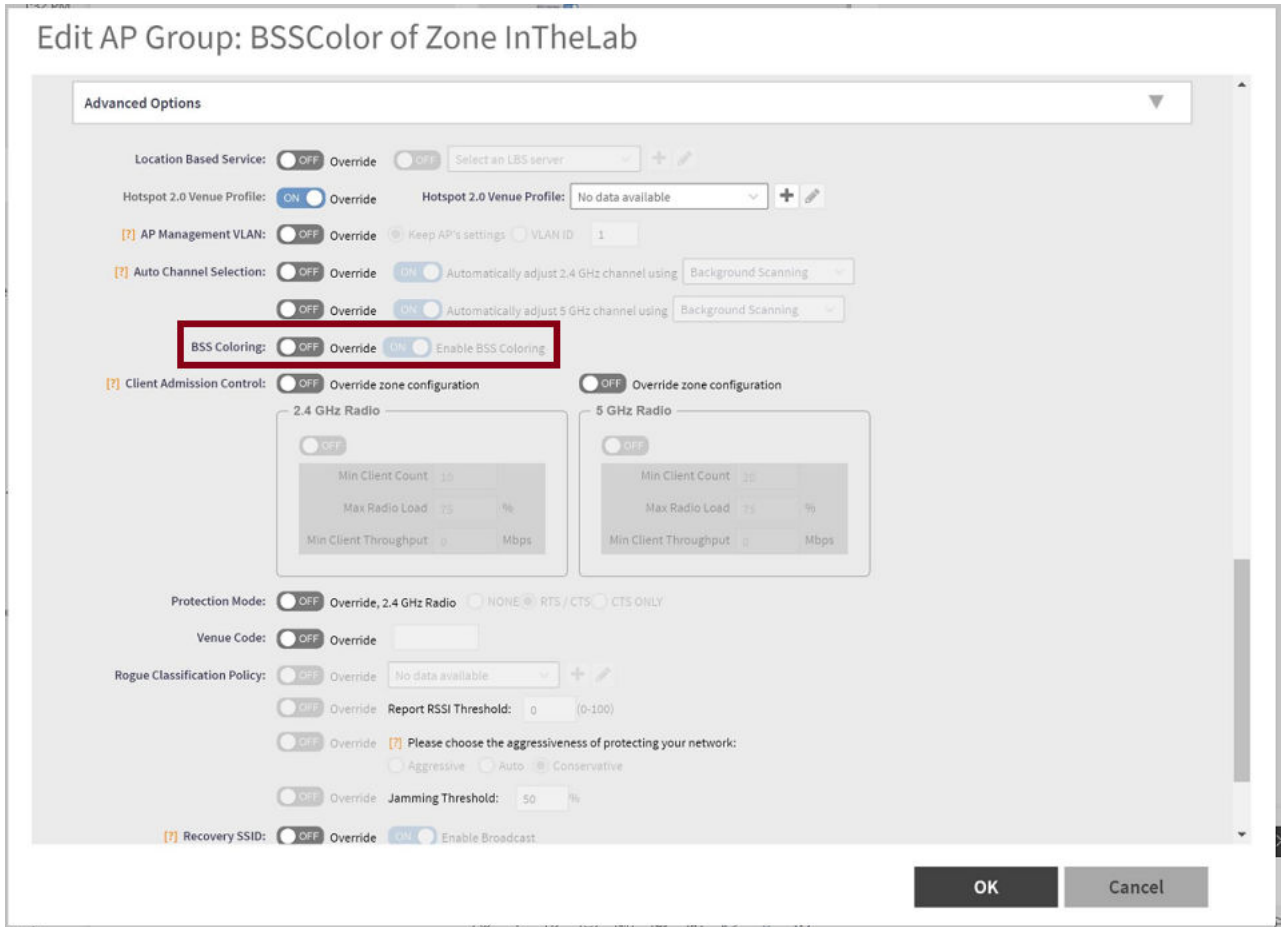 1:32 PM
Edit AP Group: BSSColor of Zone InTheLab
Advanced Options
Location Based Service: OFF Override OFF Select an LBS server
Hotspot 2.0 Venue Profile: ON Override Hotspot 2.0 Venue Profile: No data available
[?] AP Management VLAN: OFF Override Keep AP's settings VLAN ID 1
[?] Auto Channel Selection: OFF Override ON Automatically adjust 2.4 GHz channel using Background Scanning
OFF Override ON Automatically adjust 5 GHz channel using Background Scanning
BSS Coloring: OFF Override ON Enable BSS Coloring
[?] Client Admission Control: OFF Override zone configuration OFF Override zone configuration
2.4 GHz Radio 5 GHz Radio
OFF OFF
Min Client Count 10 Min Client Count 20
Max Radio Load 75 % Max Radio Load 75 %
Min Client Throughput 0 Mbps Min Client Throughput 0 Mbps
Protection Mode: OFF Override, 2.4 GHz Radio NONE RTS / CTS CTS ONLY
Venue Code: OFF Override
Rogue Classification Policy: OFF Override No data available
OFF Override Report RSSI Threshold: 0 (0-100)
OFF Override [?] Please choose the aggressiveness of protecting your network:
Aggressive Auto Conservative
OFF Override Jamming Threshold: 50 %
[?] Recovery SSID: OFF Override ON Enable Broadcast
OK Cancel